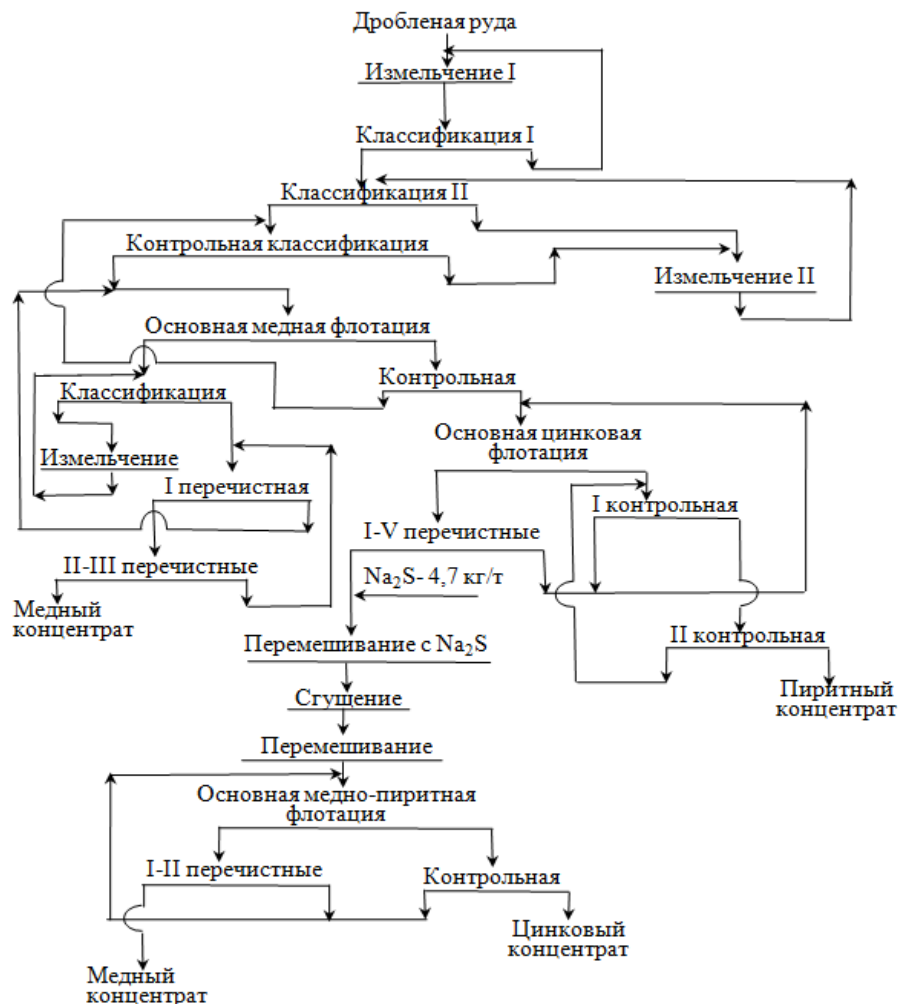 Дробленая руда
Измельчение I
Классификация I
Классификация II
Контрольная классификация
Измельчение II
Основная медная флотация
Контрольная
Классификация
Основная цинковая
флотация
Измельчение
I перечистная
I контрольная
I-V перечистные
II-III перечистные
Na₂S- 4,7 кг/т
Медный
концентрат
Перемешивание с Na₂S
II контрольная
Пиритный
концентрат
Сгущение
Перемешивание
Основная медно-пиритная
флотация
I-II перечистные
Контрольная
Цинковый
концентрат
Медный
концентрат